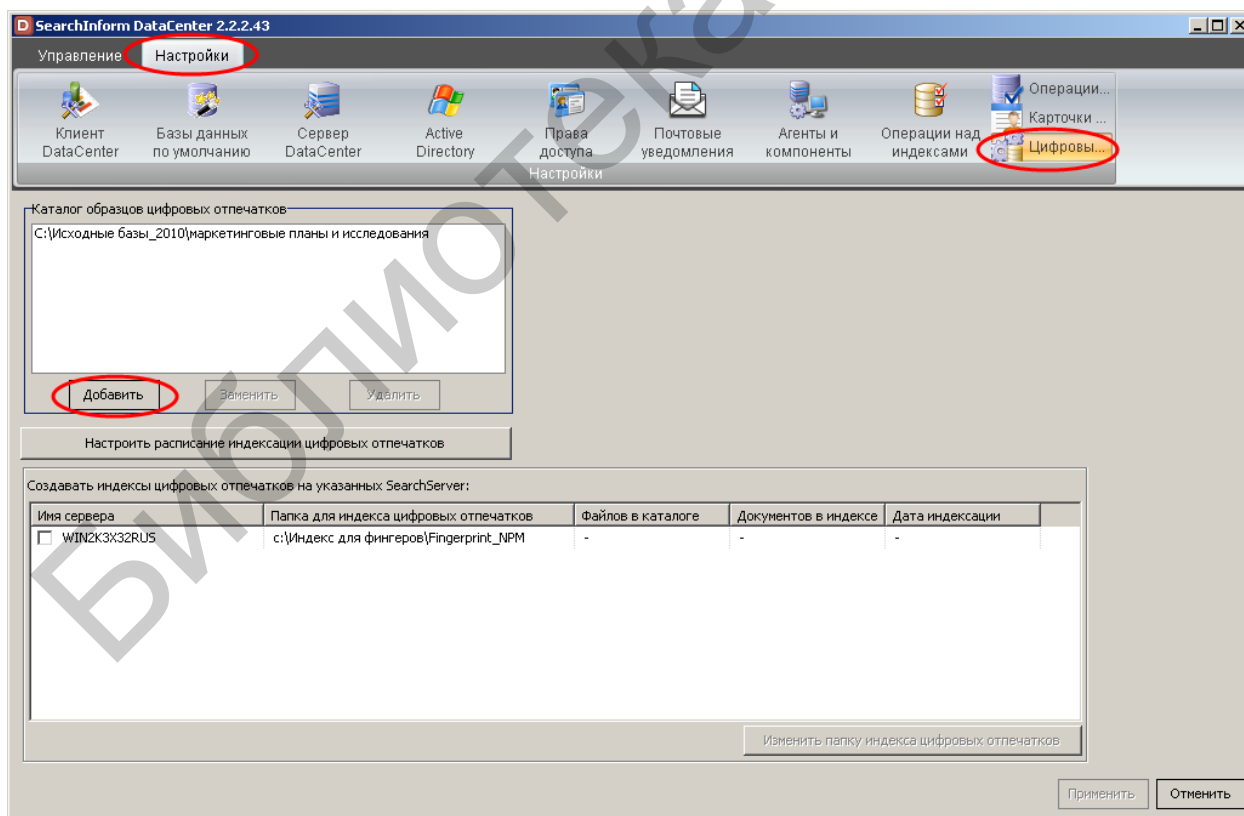 SearchInform DataCenter 2.2.2.43
Управление Настройки
Клиент DataCenter
Базы данных по умолчанию
Сервер DataCenter
Active Directory
Права доступа
Почтовые уведомления
Агенты и компоненты
Операции над индексами
Операции...
Карточки ...
Цифровы...
Настройки
Каталог образцов цифровых отпечатков
C:\Исходные базы_2010\маркетинговые планы и исследования
Добавить Заменить Удалить
Настроить расписание индексации цифровых отпечатков
Создавать индексы цифровых отпечатков на указанных SearchServer:
Имя сервера Папка для индекса цифровых отпечатков Файлов в каталоге Документов в индексе Дата индексации
WIN2K3X32RUS c:\Индекс для фингеров\Fingerprint_NPM - - -
Изменить папку индекса цифровых отпечатков
Применить Отменить
Библиотека